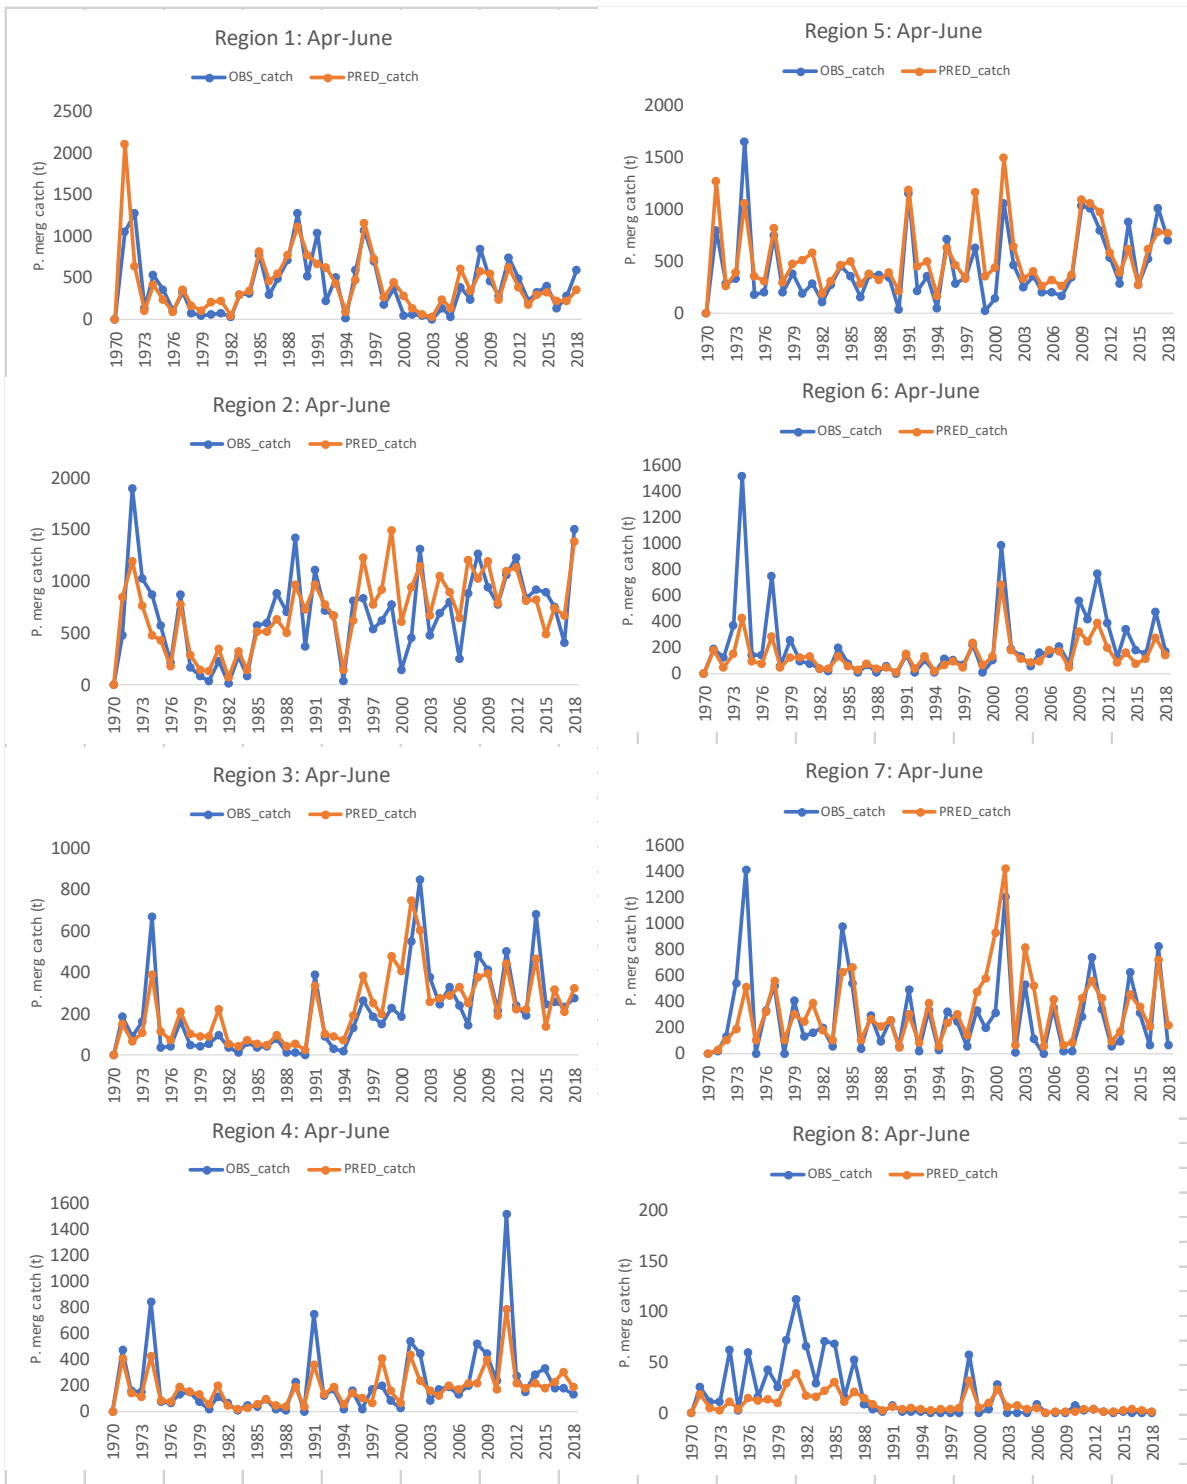 Region 1: Apr-June
OBS_catch PRED_catch
P. merg catch (t)
2500
2000
1500
1000
500
0
1970 1973 1976 1979 1982 1985 1988 1991 1994 1997 2000 2003 2006 2009 2012 2015 2018
Region 2: Apr-June
OBS_catch PRED_catch
P. merg catch (t)
2000
1500
1000
500
0
1970 1973 1976 1979 1982 1985 1988 1991 1994 1997 2000 2003 2006 2009 2012 2015 2018
Region 3: Apr-June
OBS_catch PRED_catch
P. merg catch (t)
1000
800
600
400
200
0
1970 1973 1976 1979 1982 1985 1988 1991 1994 1997 2000 2003 2006 2009 2012 2015 2018
Region 4: Apr-June
OBS_catch PRED_catch
P. merg catch (t)
1600
1400
1200
1000
800
600
400
200
0
1970 1973 1976 1979 1982 1985 1988 1991 1994 1997 2000 2003 2006 2009 2012 2015 2018
Region 5: Apr-June
OBS_catch PRED_catch
P. merg catch (t)
2000
1500
1000
500
0
1970 1973 1976 1979 1982 1985 1988 1991 1994 1997 2000 2003 2006 2009 2012 2015 2018
Region 6: Apr-June
OBS_catch PRED_catch
P. merg catch (t)
1600
1400
1200
1000
800
600
400
200
0
1970 1973 1976 1979 1982 1985 1988 1991 1994 1997 2000 2003 2006 2009 2012 2015 2018
Region 7: Apr-June
OBS_catch PRED_catch
P. merg catch (t)
1600
1400
1200
1000
800
600
400
200
0
1970 1973 1976 1979 1982 1985 1988 1991 1994 1997 2000 2003 2006 2009 2012 2015 2018
Region 8: Apr-June
OBS_catch PRED_catch
P. merg catch (t)
200
150
100
50
0
1970 1973 1976 1979 1982 1985 1988 1991 1994 1997 2000 2003 2006 2009 2012 2015 2018